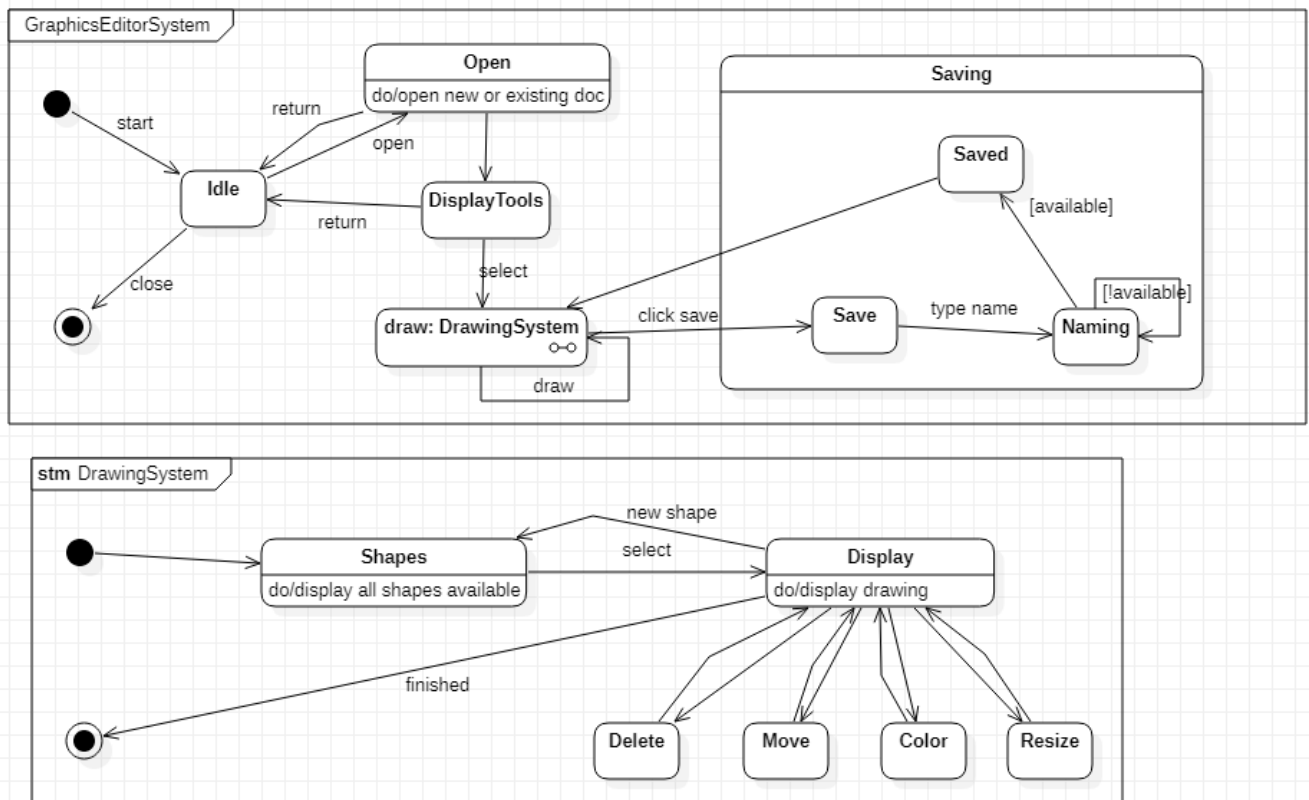 GraphicsEditorSystem
Open
do/open new or existing doc
Saving
return
start
open
Saved
Idle
DisplayTools
[available]
return
select
close
[!available]
draw: DrawingSystem
click save
Save
type name
Naming
draw
stm DrawingSystem
new shape
Shapes
select
Display
do/display all shapes available
do/display drawing
finished
Delete
Move
Color
Resize